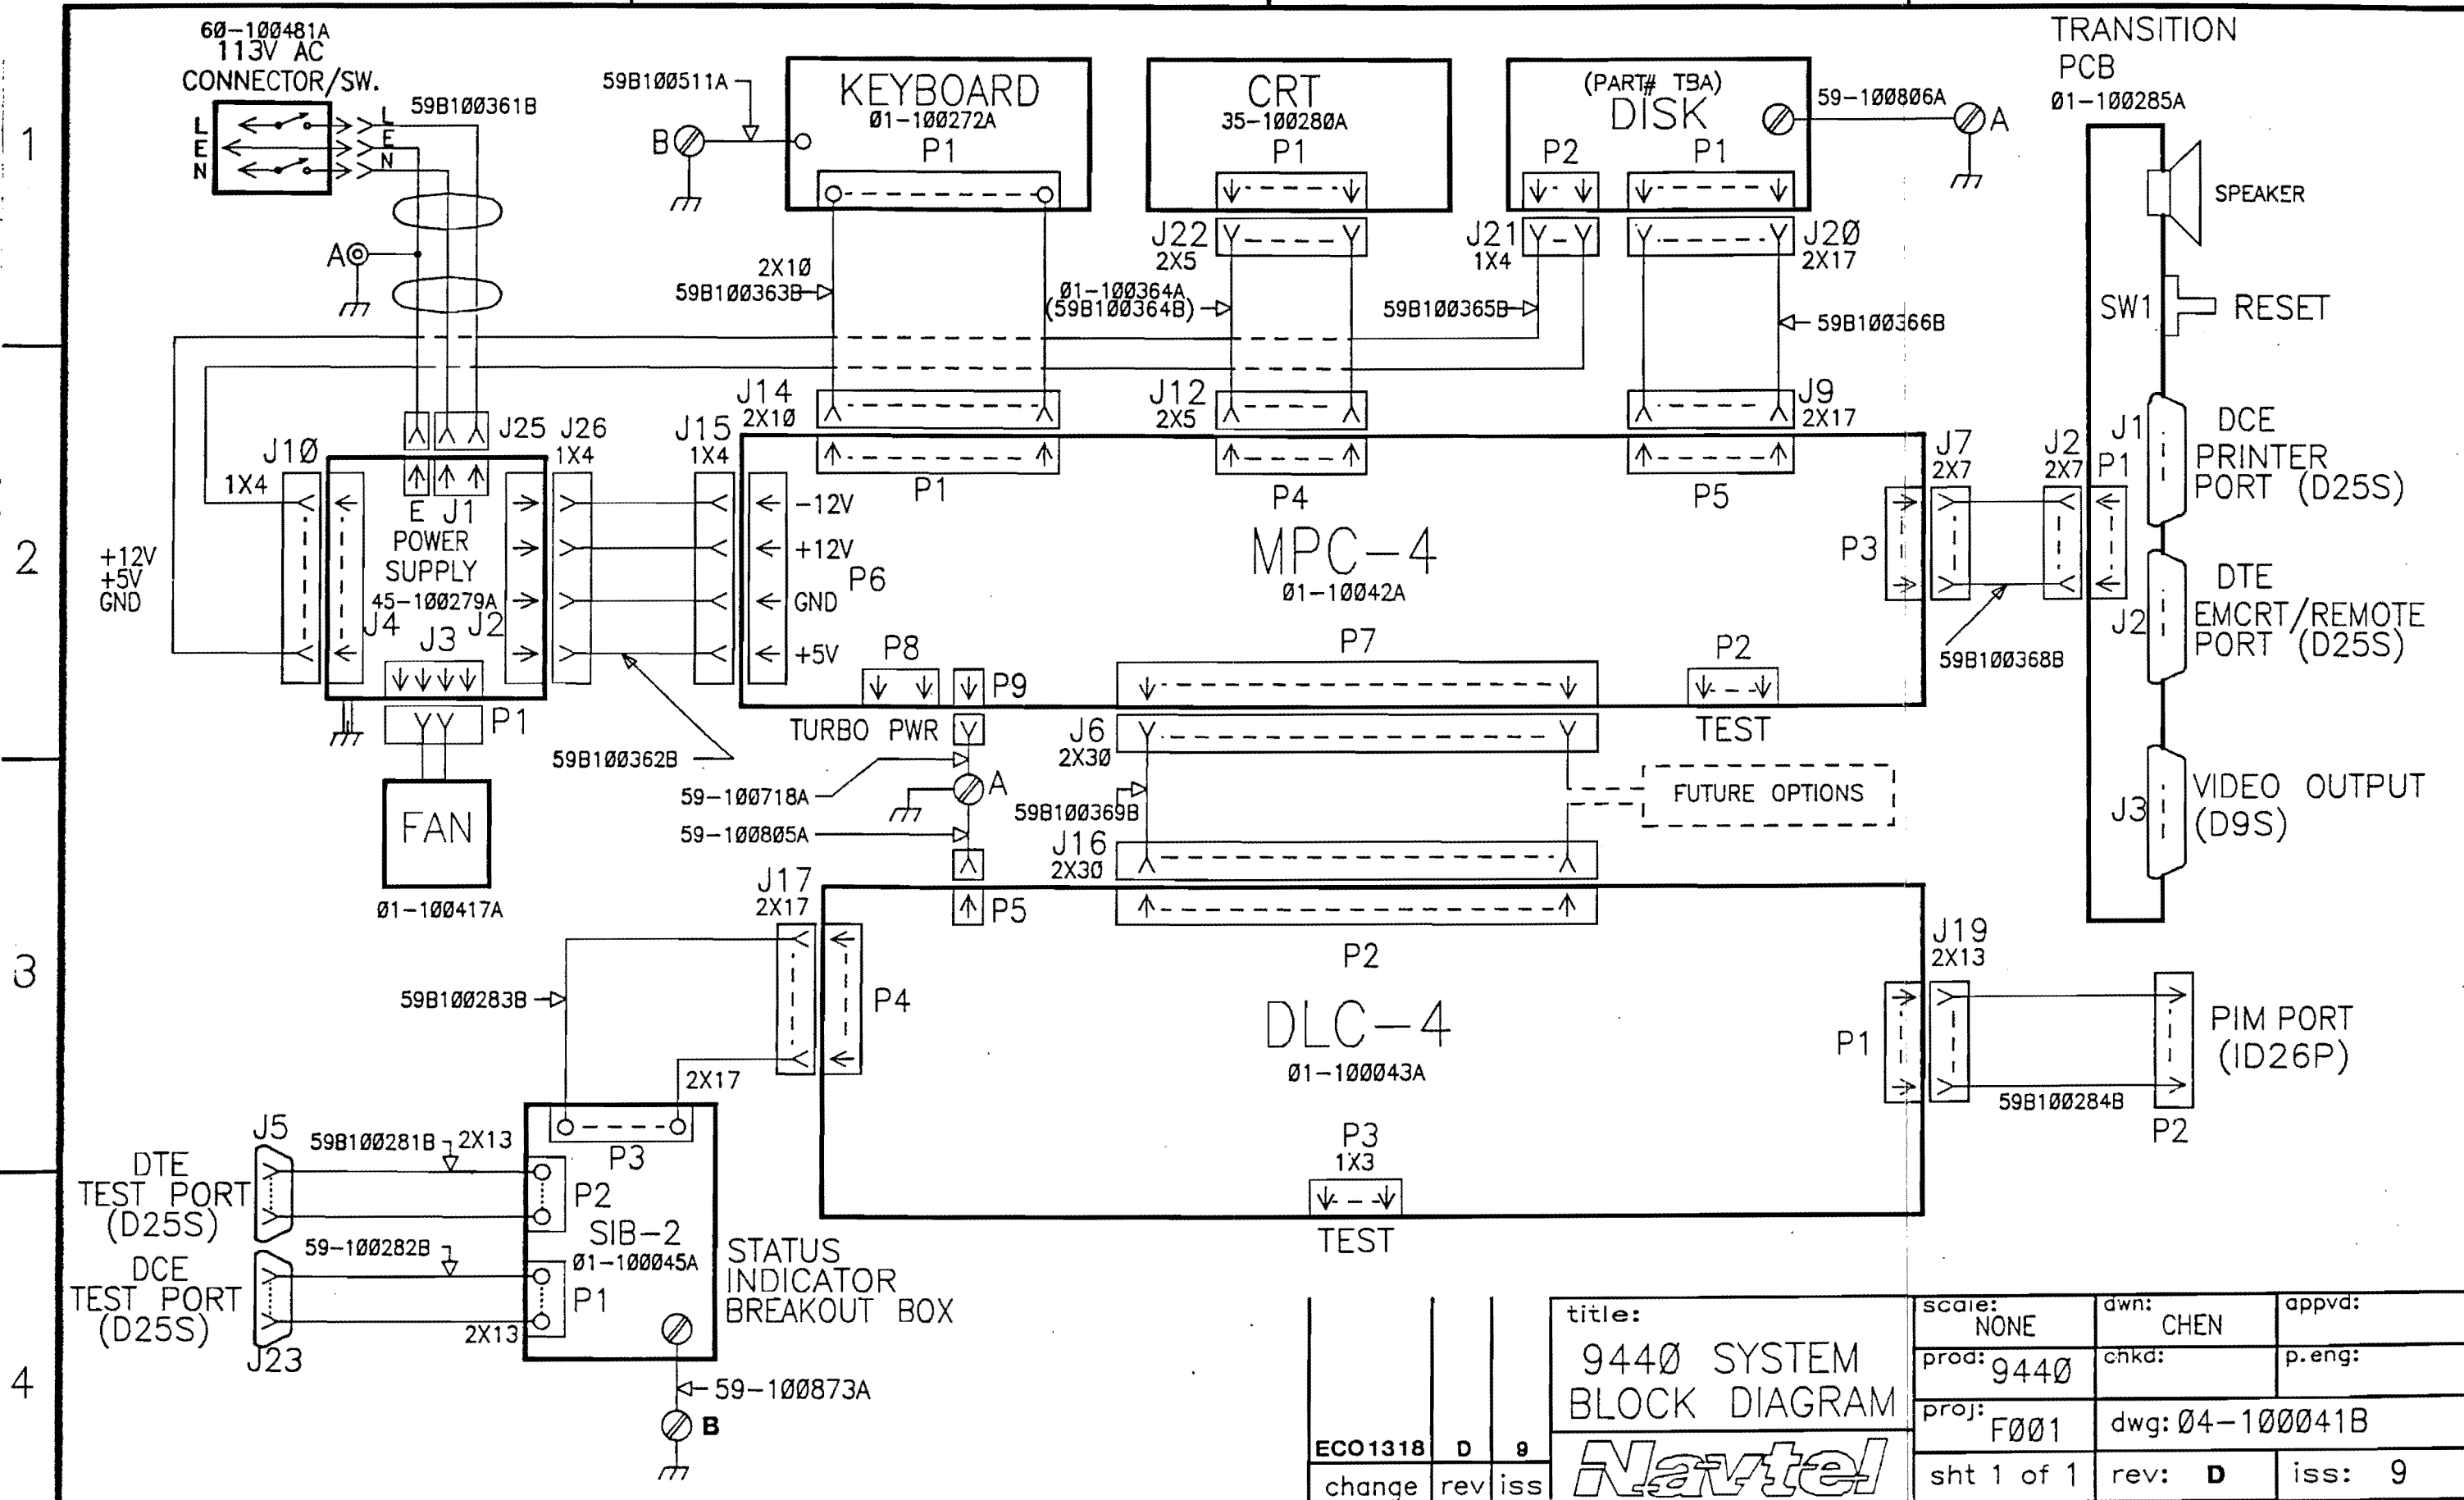 60-100481A
113V AC
CONNECTOR/SW.
L
E
N
L
E
N
59B100361B
A
59B100511A
B
KEYBOARD
01-100272A
P1
CRT
35-100280A
P1
(PART# TBA)
DISK
P2
P1
59-100806A
A
TRANSITION
PCB
01-100285A
SPEAKER
SW1
RESET
1
2X10
59B100363B
J22
2X5
01-100364A
(59B100364B)
J21
1X4
59B100365B
J20
2X17
59B100366B
J14
2X10
J12
2X5
J9
2X17
J10
1X4
J25
J26
1X4
J15
1X4
E
J1
POWER
SUPPLY
45-100279A
J4
J3
J2
+12V
+5V
GND
-12V
+12V
GND
+5V
P6
P1
P4
P5
MPC-4
01-10042A
P3
P8
P9
P7
P2
TURBO PWR
TEST
J7
2X7
J2
2X7
P1
59B100368B
J1
DCE
PRINTER
PORT (D25S)
J2
DTE
EMCRT/REMOTE
PORT (D25S)
J3
VIDEO OUTPUT
(D9S)
2
P1
FAN
01-100417A
59B100362B
59-100718A
A
59-100805A
J6
2X30
59B100369B
J16
2X30
FUTURE OPTIONS
J17
2X17
P5
P2
P4
DLC-4
01-100043A
P1
J19
2X13
59B100284B
P2
PIM PORT
(ID26P)
P3
1X3
TEST
3
59B100283B
2X17
J5
59B100281B
2X13
P3
DTE
TEST PORT
(D25S)
P2
SIB-2
01-100045A
59-100282B
DCE
TEST PORT
(D25S)
P1
2X13
J23
STATUS
INDICATOR
BREAKOUT BOX
59-100873A
B
4
ECO1318 D 9
change rev iss
title:
9440 SYSTEM
BLOCK DIAGRAM
Navtel
scale:
NONE
dwn:
CHEN
appvd:
prod: 9440
chkd:
p.eng:
proj: F001
dwg: 04-100041B
sht 1 of 1
rev: D
iss: 9